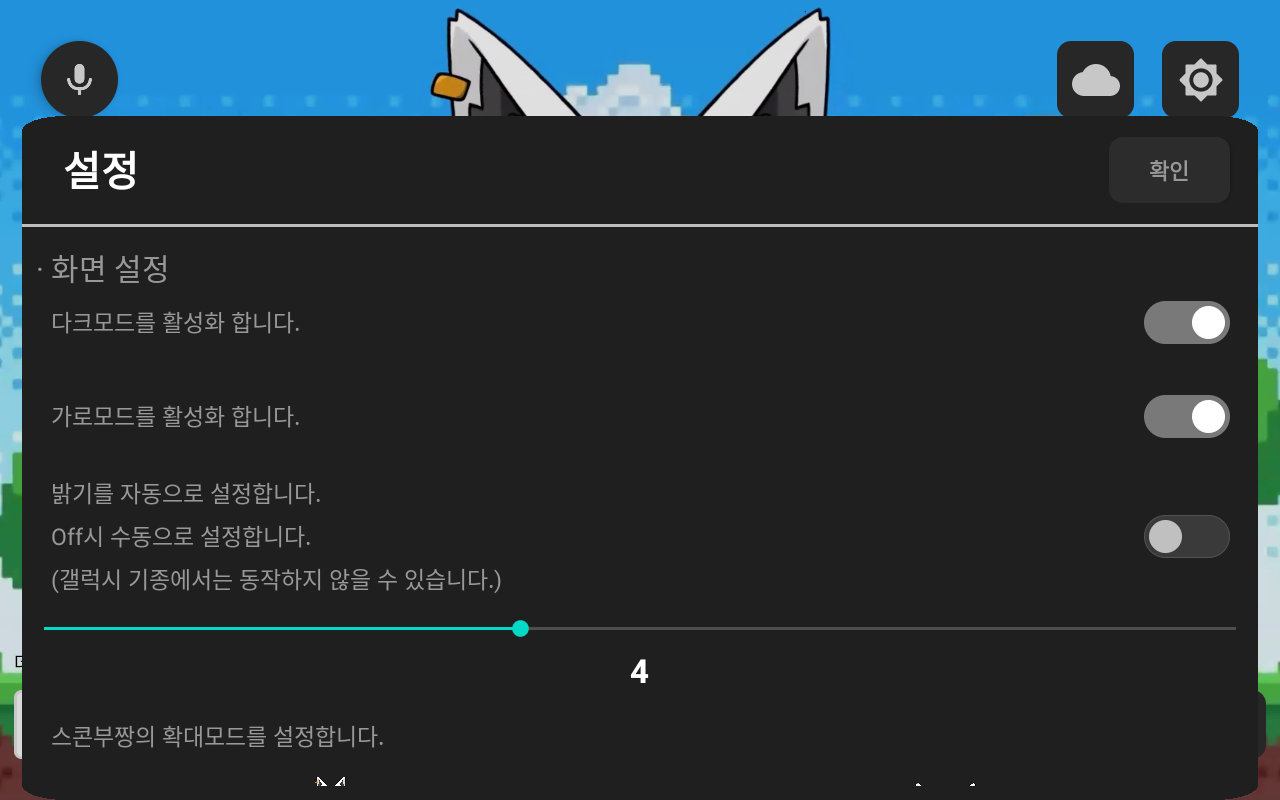 설정
확인
· 화면 설정
다크모드를 활성화 합니다.
가로모드를 활성화 합니다.
밝기를 자동으로 설정합니다.
Off시 수동으로 설정합니다.
(갤럭시 기종에서는 동작하지 않을 수 있습니다.)
4
스콘부짱의 확대모드를 설정합니다.